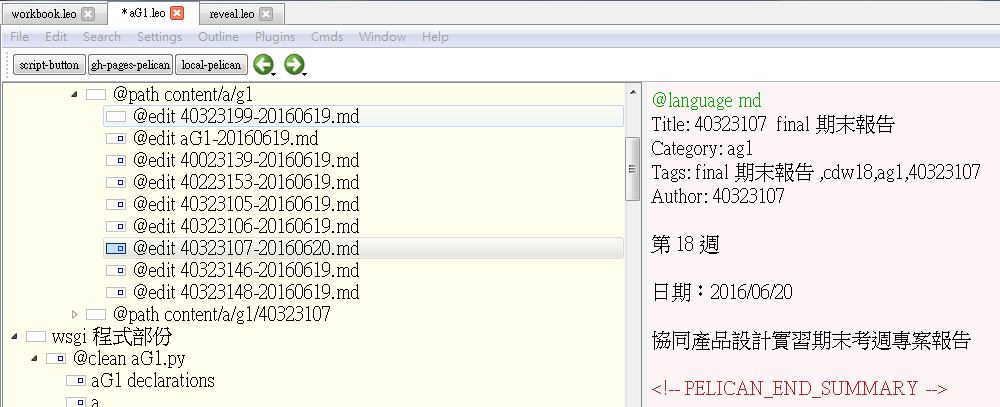 workbook.leo
* aG1.leo
reveal.leo
File Edit Search Settings Outline Plugins Cmds Window Help
script-button gh-pages-pelican local-pelican
@path content/a/g1
@edit 40323199-20160619.md
@edit aG1-20160619.md
@edit 40023139-20160619.md
@edit 40223153-20160619.md
@edit 40323105-20160619.md
@edit 40323106-20160619.md
@edit 40323107-20160620.md
@edit 40323146-20160619.md
@edit 40323148-20160619.md
@path content/a/g1/40323107
wsgi 程式部份
@clean aG1.py
aG1 declarations
a
@language md
Title: 40323107 final 期末報告
Category: ag1
Tags: final 期末報告 ,cdw18,ag1,40323107
Author: 40323107
第 18 週
日期：2016/06/20
協同產品設計實習期末考週專案報告
<!-- PELICAN_END_SUMMARY -->